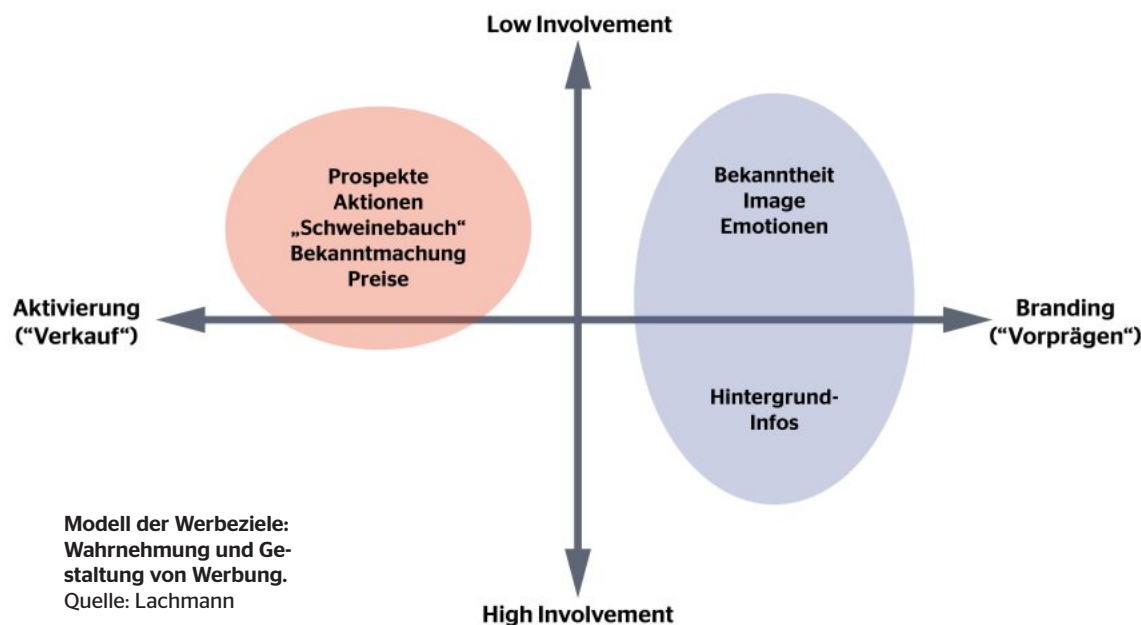 Low Involvement
Prospekte
Aktionen
„Schweinebauch“
Bekanntmachung
Preise
Bekanntheit
Image
Emotionen
Aktivierung
(“Verkauf“)
Branding
(“Vorprägen“)
Hintergrund-
Infos
Modell der Werbeziele:
Wahrnehmung und Ge-
staltung von Werbung.
Quelle: Lachmann
High Involvement